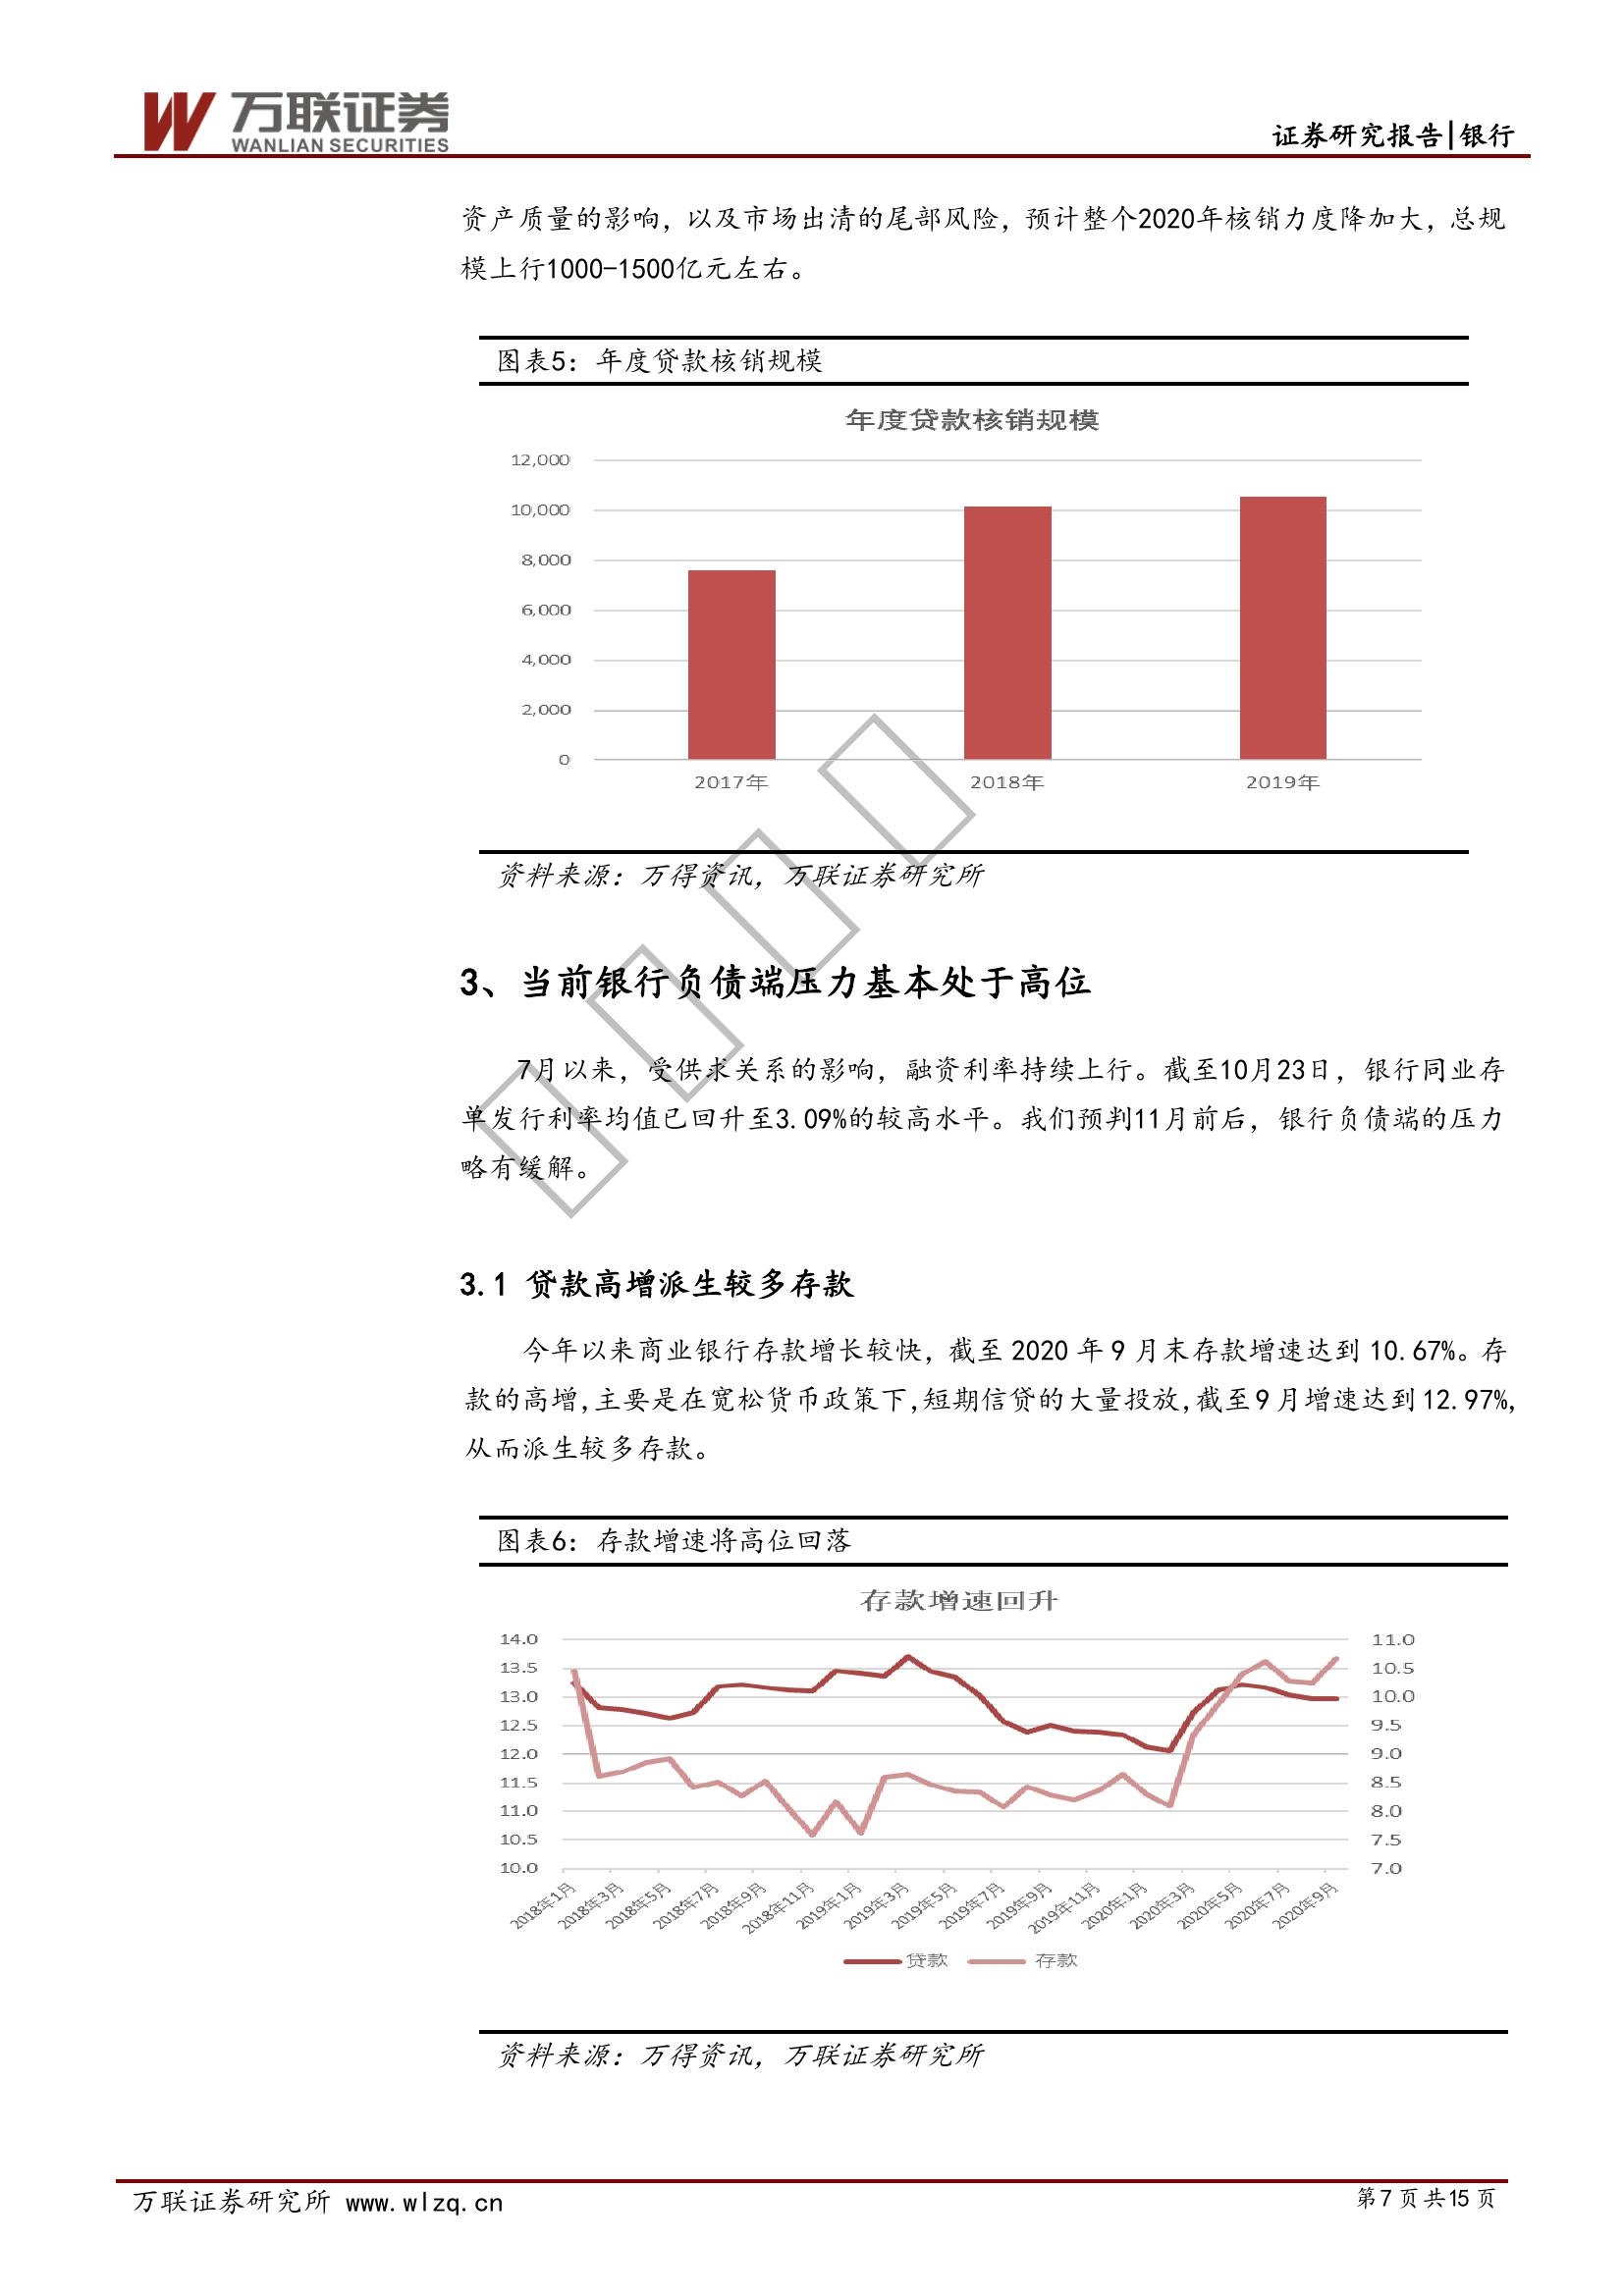 万联证券
WANLIAN SECURITIES
证券研究报告|银行
资产质量的影响，以及市场出清的尾部风险，预计整个2020年核销力度降加大，总规
模上行1000-1500亿元左右。
图表5：年度贷款核销规模
年度贷款核销规模
12,000
10,000
8,000
6,000
4,000
2,000
0
2017年 2018年 2019年
资料来源：万得资讯，万联证券研究所
3、当前银行负债端压力基本处于高位
7月以来，受供求关系的影响，融资利率持续上行。截至10月23日，银行同业存
单发行利率均值已回升至3.09%的较高水平。我们预判11月前后，银行负债端的压力
略有缓解。
3.1 贷款高增派生较多存款
今年以来商业银行存款增长较快，截至 2020 年 9 月末存款增速达到 10.67%。存
款的高增，主要是在宽松货币政策下，短期信贷的大量投放，截至 9 月增速达到 12.97%，
从而派生较多存款。
图表6：存款增速将高位回落
存款增速回升
14.0 11.0
13.5 10.5
13.0 10.0
12.5 9.5
12.0 9.0
11.5 8.5
11.0 8.0
10.5 7.5
10.0 7.0
2018年1月 2018年3月 2018年5月 2018年7月 2018年9月 2018年11月 2019年1月 2019年3月 2019年5月 2019年7月 2019年9月 2019年11月 2020年1月 2020年3月 2020年5月 2020年7月 2020年9月
贷款 存款
资料来源：万得资讯，万联证券研究所
万联证券研究所 www.wlzq.cn
第 7 页 共 15 页